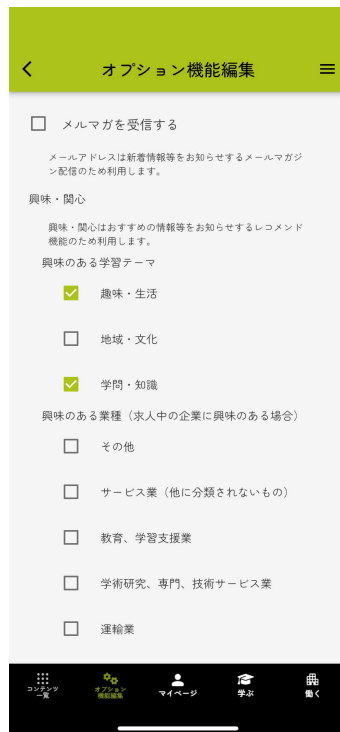 オプション機能編集
メルマガを受信する
メールアドレスは新着情報等をお知らせするメールマガジ
ン配信のため利用します。
興味・関心
興味・関心はおすすめの情報等をお知らせするレコメンド
機能のため利用します。
興味のある学習テーマ
趣味・生活
地域・文化
学問・知識
興味のある業種（求人中の企業に興味のある場合）
その他
サービス業（他に分類されないもの）
教育、学習支援業
学術研究、専門、技術サービス業
運輸業
コンテンツ
一覧
オプション
機能編集
マイページ
学ぶ
働く